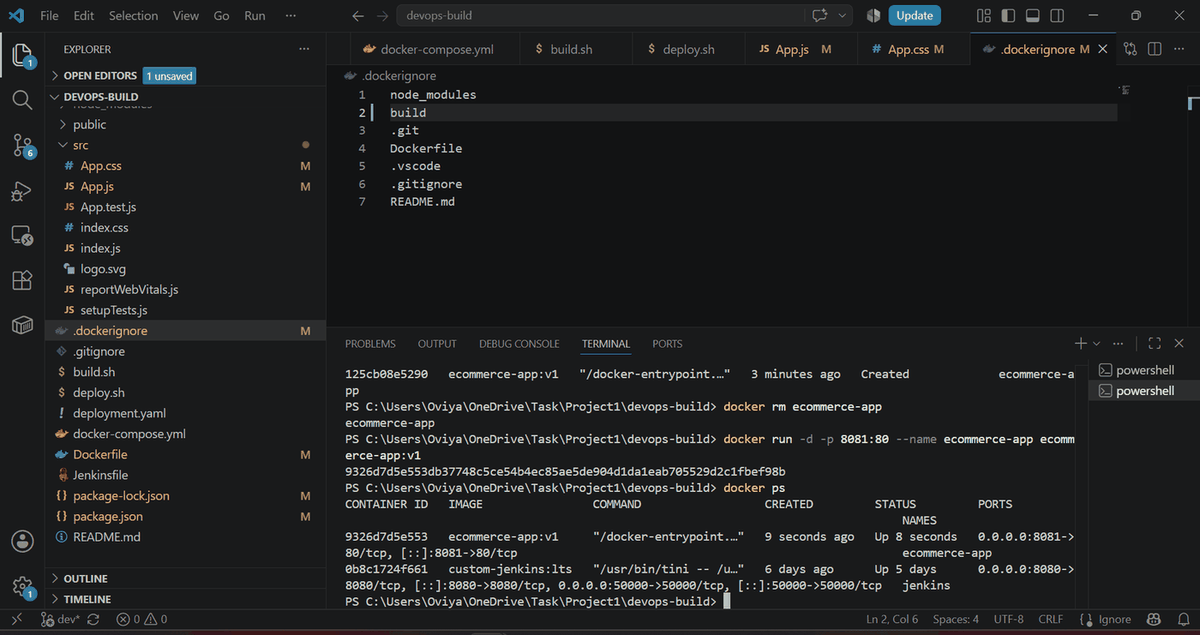 File Edit Selection View Go Run ··· devops-build Update
EXPLORER ···
OPEN EDITORS 1 unsaved
DEVOPS-BUILD
node_modules
public
src
# App.css M
JS App.js M
JS App.test.js
# index.css
JS index.js
logo.svg
JS reportWebVitals.js
JS setupTests.js
.dockerignore M
.gitignore
$ build.sh
$ deploy.sh
! deployment.yaml
docker-compose.yml
Dockerfile M
Jenkinsfile
{} package-lock.json M
{} package.json M
README.md
OUTLINE
TIMELINE
1
6
1
docker-compose.yml $ build.sh $ deploy.sh JS App.js M # App.css M .dockerignore M
.dockerignore
1 node_modules
2 build
3 .git
4 Dockerfile
5 .vscode
6 .gitignore
7 README.md
PROBLEMS OUTPUT DEBUG CONSOLE TERMINAL PORTS
125cb08e5290 ecommerce-app:v1 "/docker-entrypoint.…" 3 minutes ago Created ecommerce-a
pp
PS C:\Users\Oviya\OneDrive\Task\Project1\devops-build> docker rm ecommerce-app
ecommerce-app
PS C:\Users\Oviya\OneDrive\Task\Project1\devops-build> docker run -d -p 8081:80 --name ecommerce-app ecomm
erce-app:v1
9326d7d5e553db37748c5ce54b4ec85ae5de904d1da1eab705529d2c1fbef98b
PS C:\Users\Oviya\OneDrive\Task\Project1\devops-build> docker ps
CONTAINER ID IMAGE COMMAND CREATED STATUS PORTS
NAMES
9326d7d5e553 ecommerce-app:v1 "/docker-entrypoint.…" 9 seconds ago Up 8 seconds 0.0.0.0:8081->
80/tcp, [::]:8081->80/tcp ecommerce-app
0b8c1724f661 custom-jenkins:lts "/usr/bin/tini -- /u…" 6 days ago Up 5 days 0.0.0.0:8080->
8080/tcp, [::]:8080->8080/tcp, 0.0.0.0:50000->50000/tcp, [::]:50000->50000/tcp jenkins
PS C:\Users\Oviya\OneDrive\Task\Project1\devops-build>
powershell
powershell
dev* 0 0 Ln 2, Col 6 Spaces: 4 UTF-8 CRLF {} Ignore